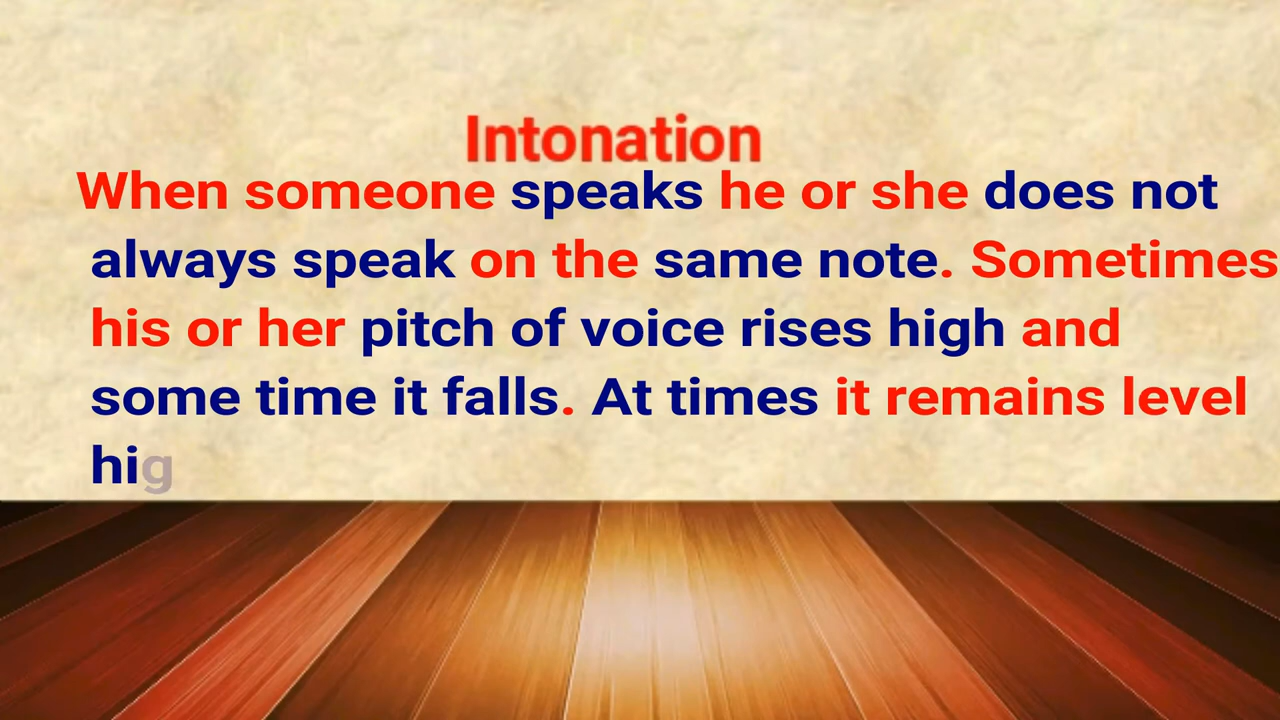 Intonation
When someone speaks he or she does not
always speak on the same note. Sometimes
his or her pitch of voice rises high and
some time it falls. At times it remains level
hig